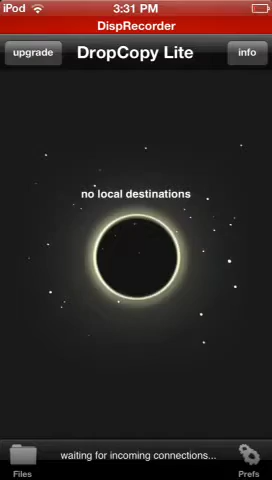 iPod 3:31 PM
DispRecorder
upgrade DropCopy Lite info
no local destinations
waiting for incoming connections...
Files Prefs